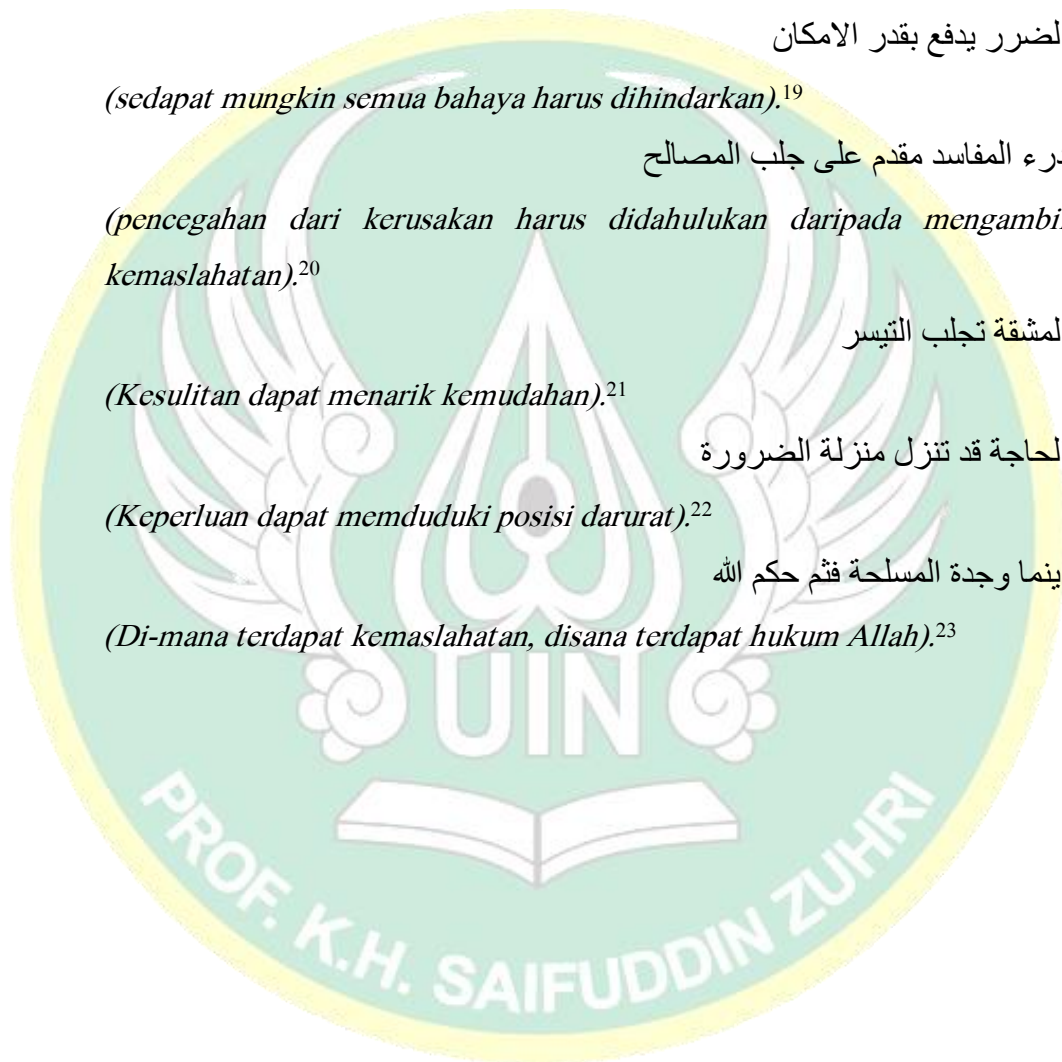 لضرر يدفع بقدر الامكان
(sedapat mungkin semua bahaya harus dihindarkan).19
درء المفاسد مقدم على جلب المصالح
(pencegahan dari kerusakan harus didahulukan daripada mengambil
kemaslahatan).20
لمشقة تجلب التيسر
(Kesulitan dapat menarik kemudahan).21
لحاجة قد تنزل منزلة الضرورة
(Keperluan dapat memduduki posisi darurat).22
ينما وجدة المسلحة فثم حكم الله
(Di-mana terdapat kemaslahatan, disana terdapat hukum Allah).23
UIN
PROF. K.H. SAIFUDDIN ZUHRI